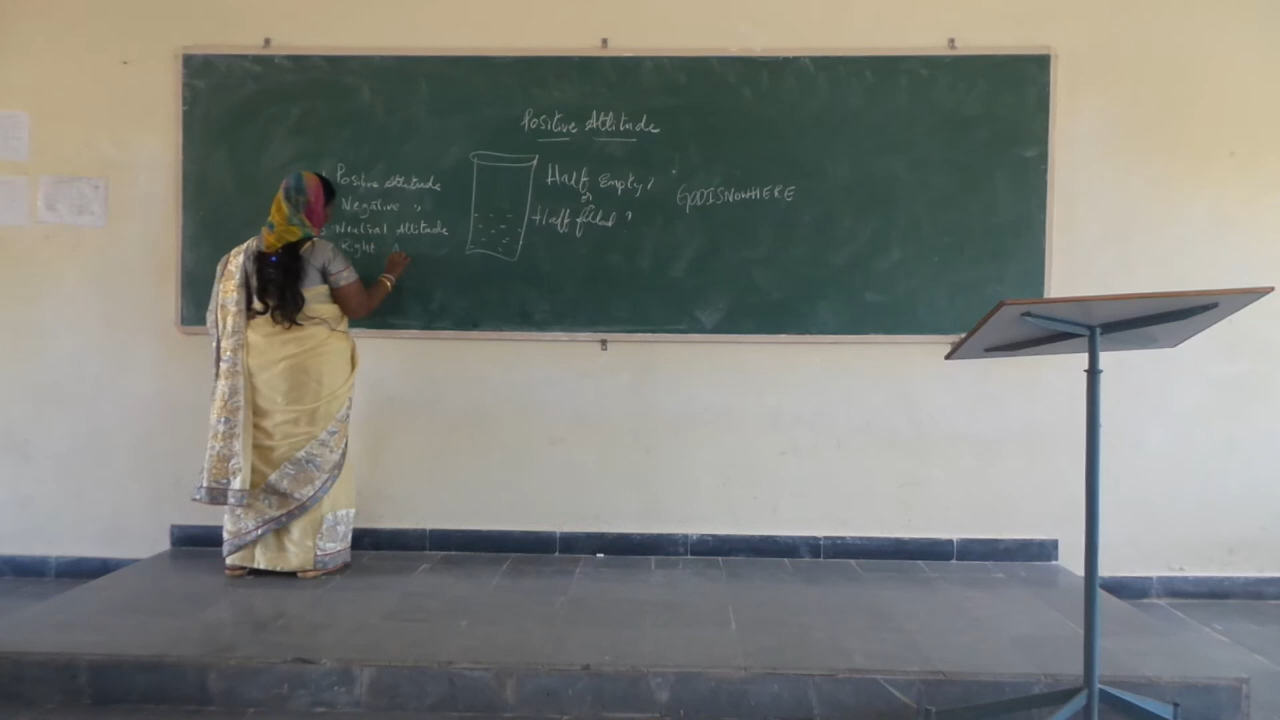 Positive Attitude
Positive Attitude
Negative "
Neutral Attitude
Right A
Half Empty?
or
Half filled?
GODISNOWHERE